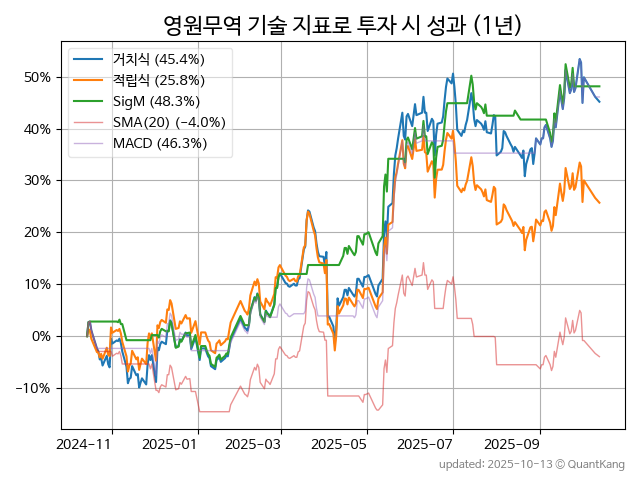 영원무역 기술 지표로 투자 시 성과 (1년)
거치식 (45.4%)
적립식 (25.8%)
SigM (48.3%)
SMA(20) (−4.0%)
MACD (46.3%)
50%
40%
30%
20%
10%
0%
−10%
2024-11 2025-01 2025-03 2025-05 2025-07 2025-09
updated: 2025-10-13 © QuantKang